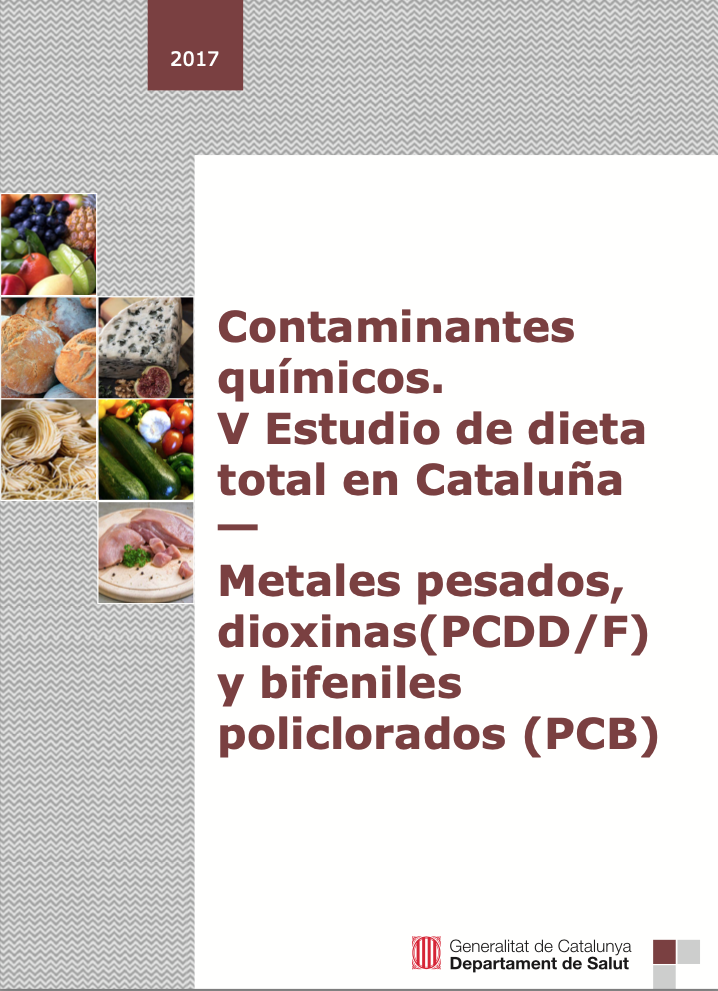 2017
Contaminantes
químicos.
V Estudio de dieta
total en Cataluña
—
Metales pesados,
dioxinas(PCDD/F)
y bifeniles
policlorados (PCB)
Generalitat de Catalunya
Departament de Salut